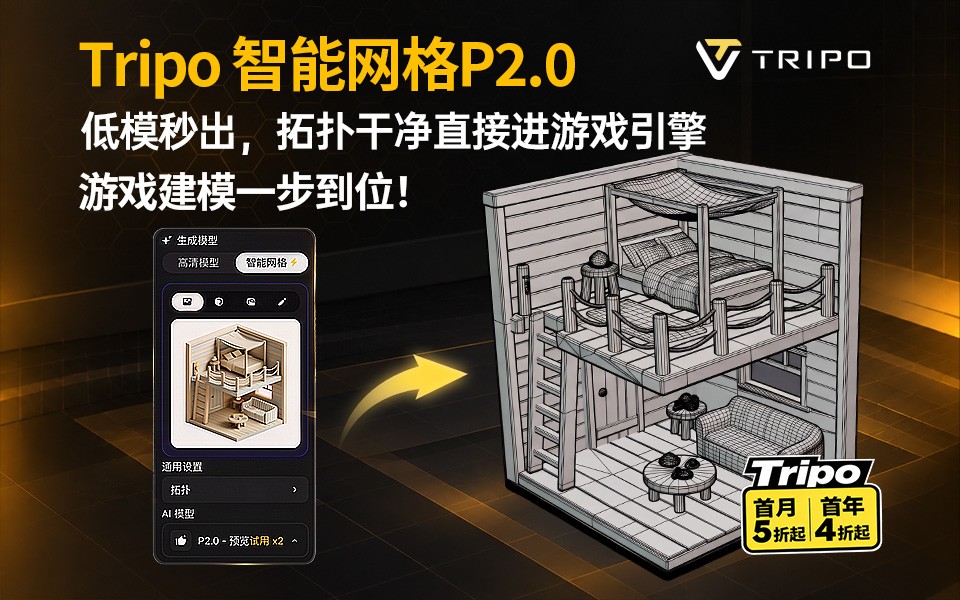 Tripo 智能网格P2.0
TRIPO
低模秒出，拓扑干净直接进游戏引擎
游戏建模一步到位！
生成模型
高清模型
智能网格
通用设置
拓扑
AI 模型
P2.0 - 预览试用 x2
Tripo
首月
5折起
首年
4折起